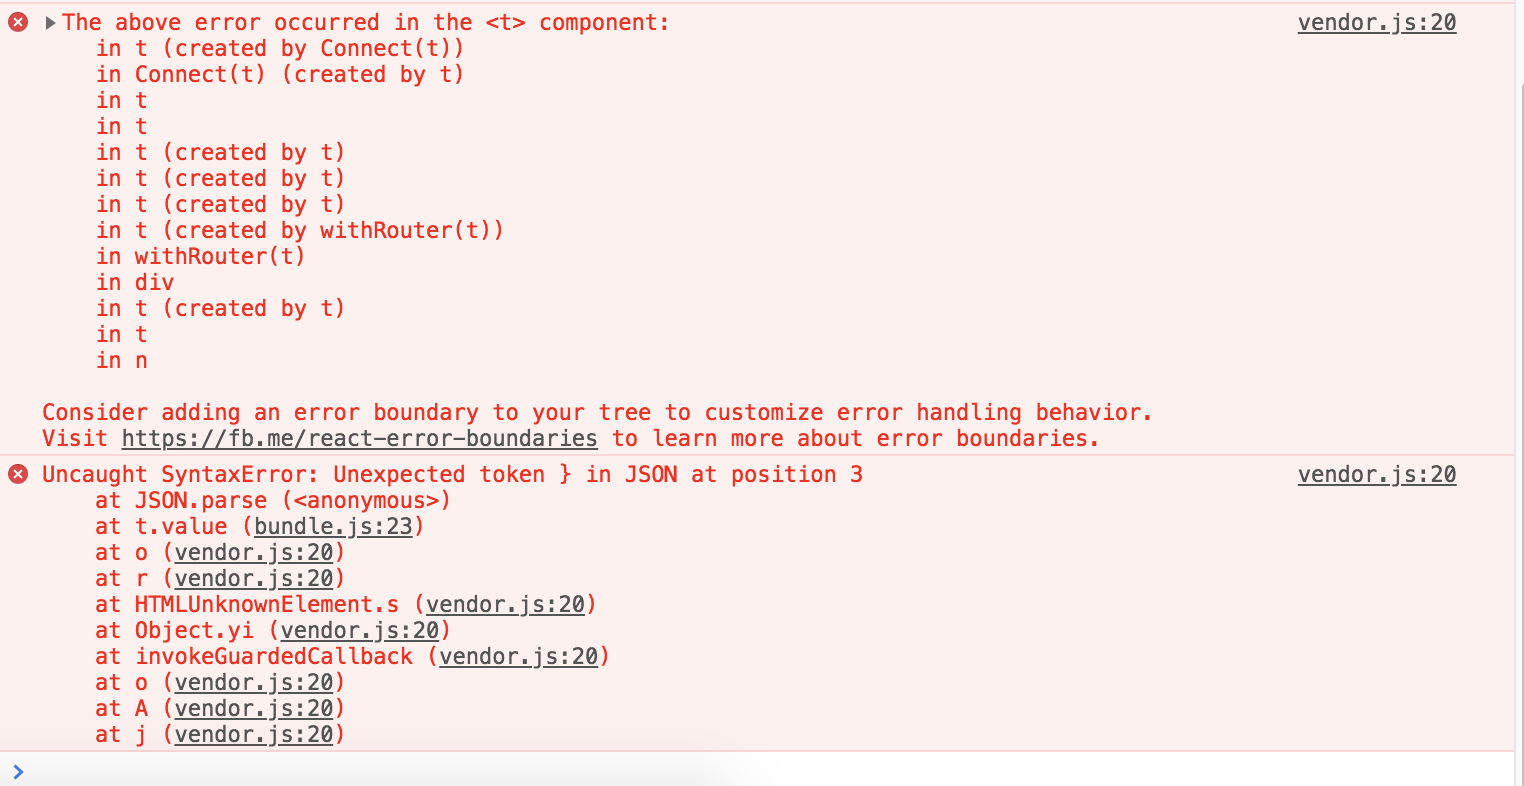 The above error occurred in the <t> component: vendor.js:20
in t (created by Connect(t))
in Connect(t) (created by t)
in t
in t
in t (created by t)
in t (created by t)
in t (created by t)
in t (created by withRouter(t))
in withRouter(t)
in div
in t (created by t)
in t
in n
Consider adding an error boundary to your tree to customize error handling behavior.
Visit https://fb.me/react-error-boundaries to learn more about error boundaries.
Uncaught SyntaxError: Unexpected token } in JSON at position 3 vendor.js:20
at JSON.parse (<anonymous>)
at t.value (bundle.js:23)
at o (vendor.js:20)
at r (vendor.js:20)
at HTMLUnknownElement.s (vendor.js:20)
at Object.yi (vendor.js:20)
at invokeGuardedCallback (vendor.js:20)
at o (vendor.js:20)
at A (vendor.js:20)
at j (vendor.js:20)